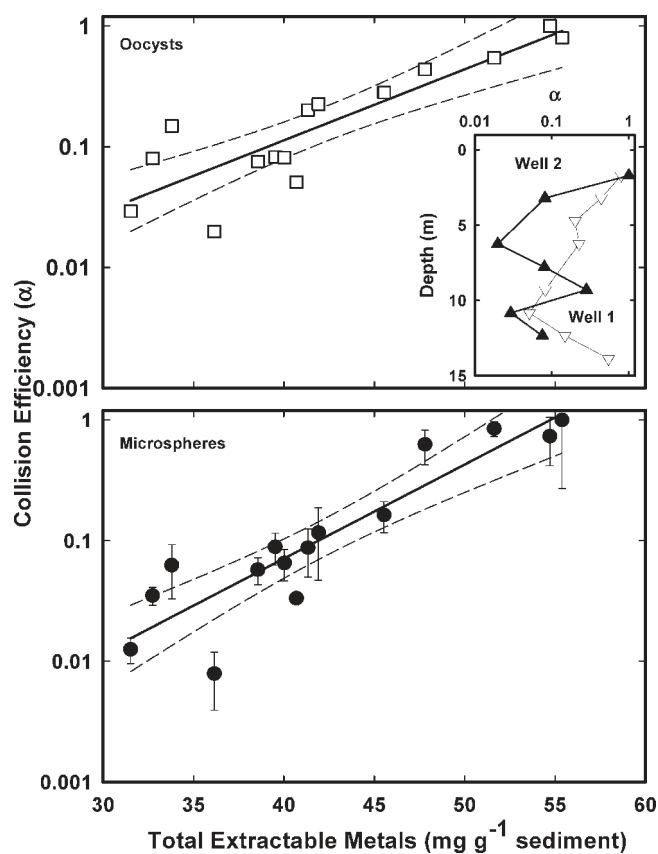 1
Oocysts
0.1
0.01
0.001
α
0.01 0.1 1
0
5
10
15
Depth (m)
Well 2
Well 1
Collision Efficiency (α)
1
Microspheres
0.1
0.01
0.001
30 35 40 45 50 55 60
Total Extractable Metals (mg g-1 sediment)